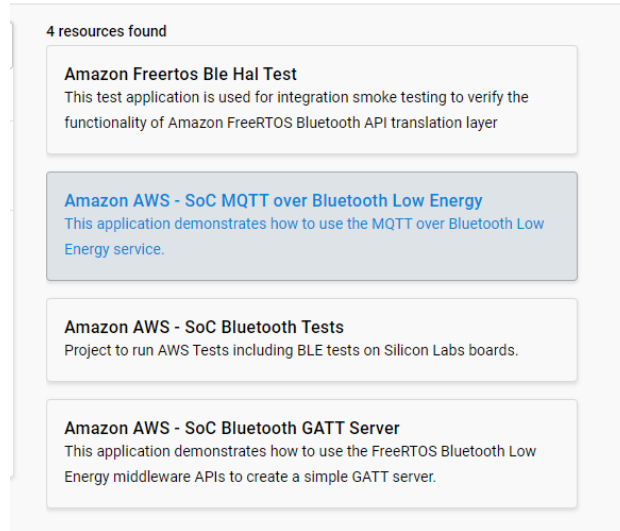 4 resources found
Amazon Freertos Ble Hal Test
This test application is used for integration smoke testing to verify the
functionality of Amazon FreeRTOS Bluetooth API translation layer
Amazon AWS - SoC MQTT over Bluetooth Low Energy
This application demonstrates how to use the MQTT over Bluetooth Low
Energy service.
Amazon AWS - SoC Bluetooth Tests
Project to run AWS Tests including BLE tests on Silicon Labs boards.
Amazon AWS - SoC Bluetooth GATT Server
This application demonstrates how to use the FreeRTOS Bluetooth Low
Energy middleware APIs to create a simple GATT server.